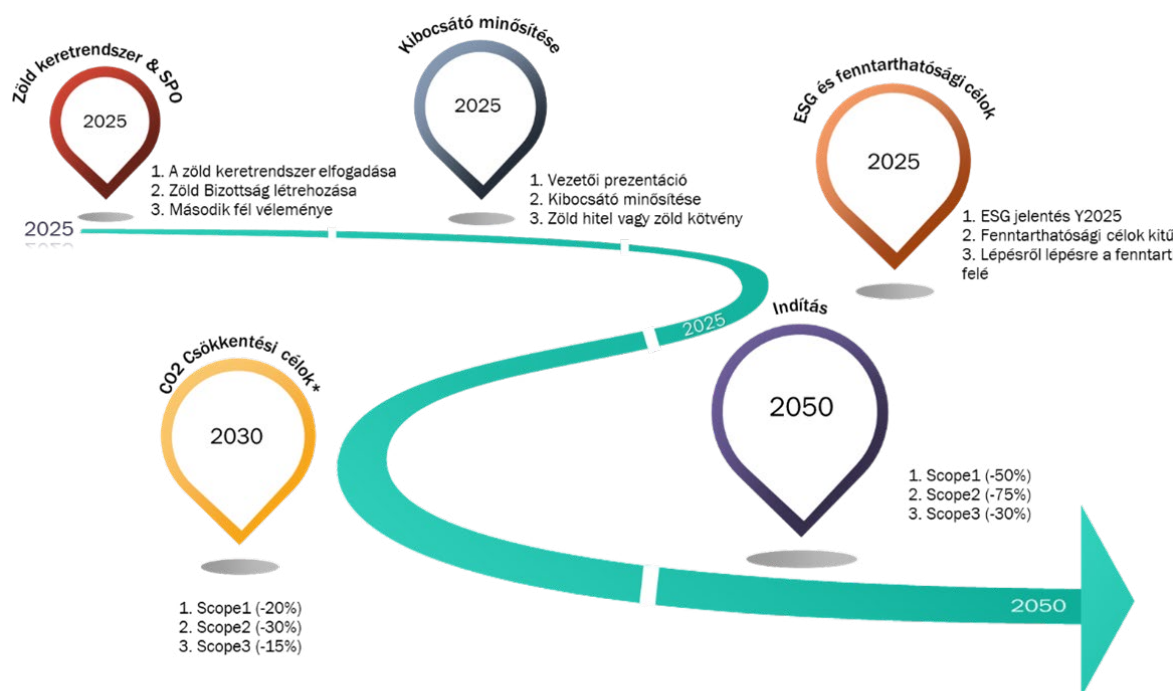 Zöld keretrendszer & SPO
2025
1. A zöld keretrendszer elfogadása
2. Zöld Bizottság létrehozása
3. Második fél véleménye
Kibocsátó minősítése
2025
1. Vezetői prezentáció
2. Kibocsátó minősítése
3. Zöld hitel vagy zöld kötvény
ESG és fenntarthatósági célok
2025
1. ESG jelentés Y2025
2. Fenntarthatósági célok kitű
3. Lépésről lépésre a fenntart
felé
2025
2025
CO2 Csökkentési célok*
2030
1. Scope1 (-20%)
2. Scope2 (-30%)
3. Scope3 (-15%)
Indítás
2050
1. Scope1 (-50%)
2. Scope2 (-75%)
3. Scope3 (-30%)
2050